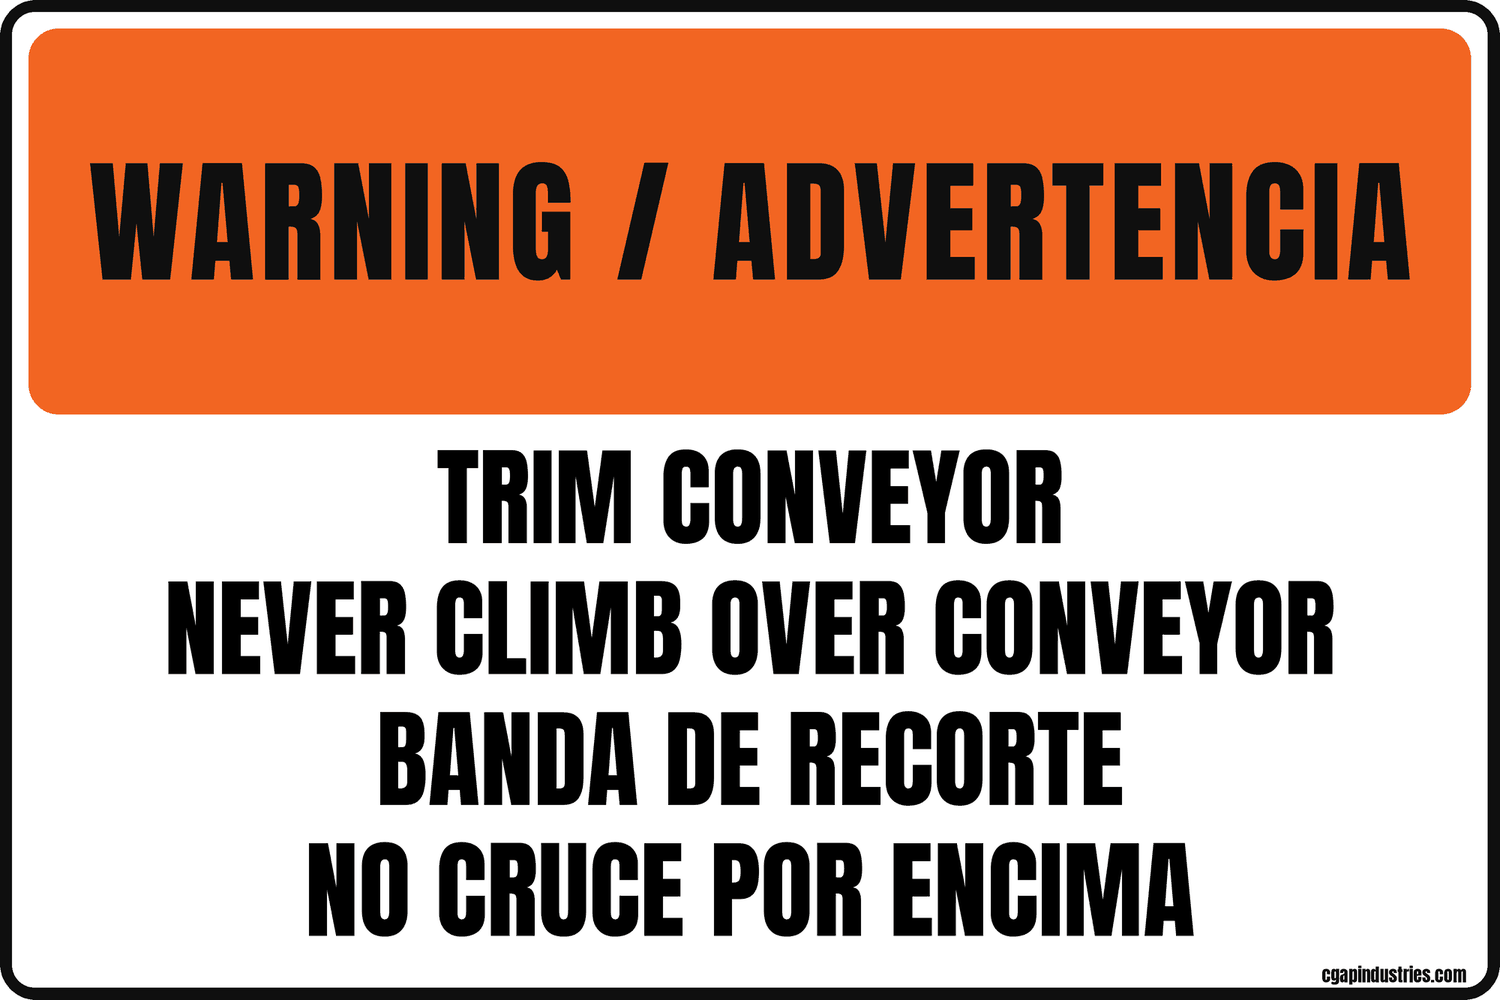 WARNING / ADVERTENCIA
TRIM CONVEYOR
NEVER CLIMB OVER CONVEYOR
BANDA DE RECORTE
NO CRUCE POR ENCIMA
cgapindustries.com